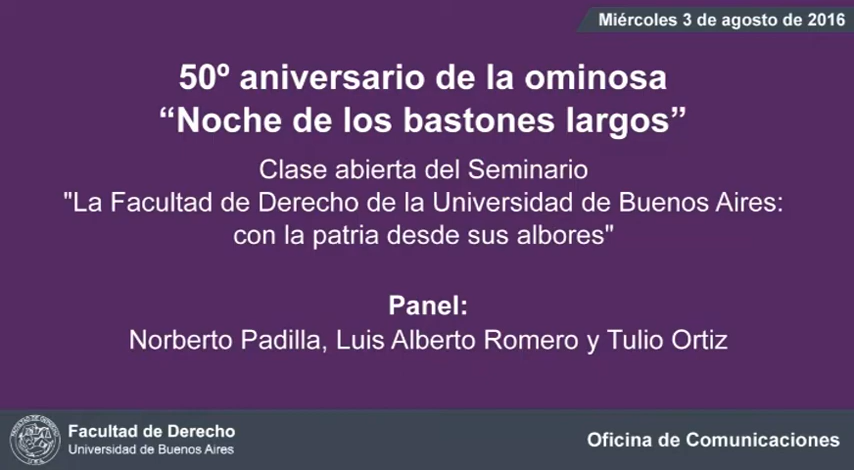 Miércoles 3 de agosto de 2016
50º aniversario de la ominosa
“Noche de los bastones largos”
Clase abierta del Seminario
"La Facultad de Derecho de la Universidad de Buenos Aires:
con la patria desde sus albores"
Panel:
Norberto Padilla, Luis Alberto Romero y Tulio Ortiz
Facultad de Derecho
Universidad de Buenos Aires
Oficina de Comunicaciones